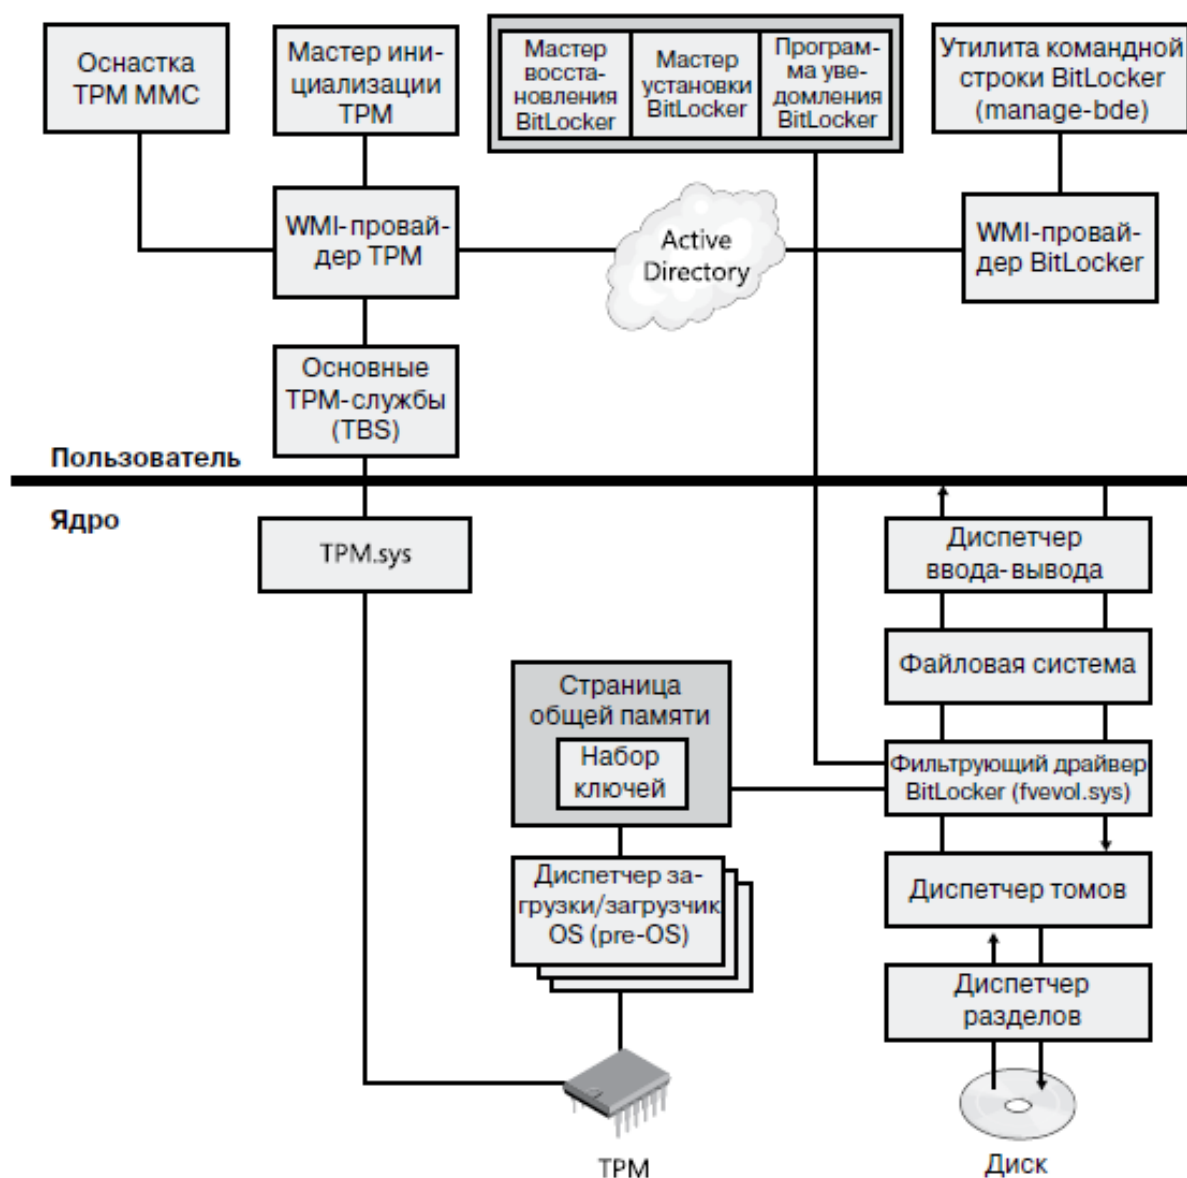 Оснастка
TPM MMC
Мастер ини-
циализации
TPM
Мастер
восста-
новления
BitLocker
Мастер
установки
BitLocker
Програм-
ма уве-
домления
BitLocker
Утилита командной
строки BitLocker
(manage-bde)
WMI-провай-
дер TPM
Active
Directory
WMI-провай-
дер BitLocker
Основные
TPM-службы
(TBS)
Пользователь
Ядро
TPM.sys
Диспетчер
ввода-вывода
Файловая система
Страница
общей памяти
Набор
ключей
Фильтрующий драйвер
BitLocker (fvevol.sys)
Диспетчер за-
грузки/загрузчик
OS (pre-OS)
Диспетчер томов
Диспетчер
разделов
TPM
Диск